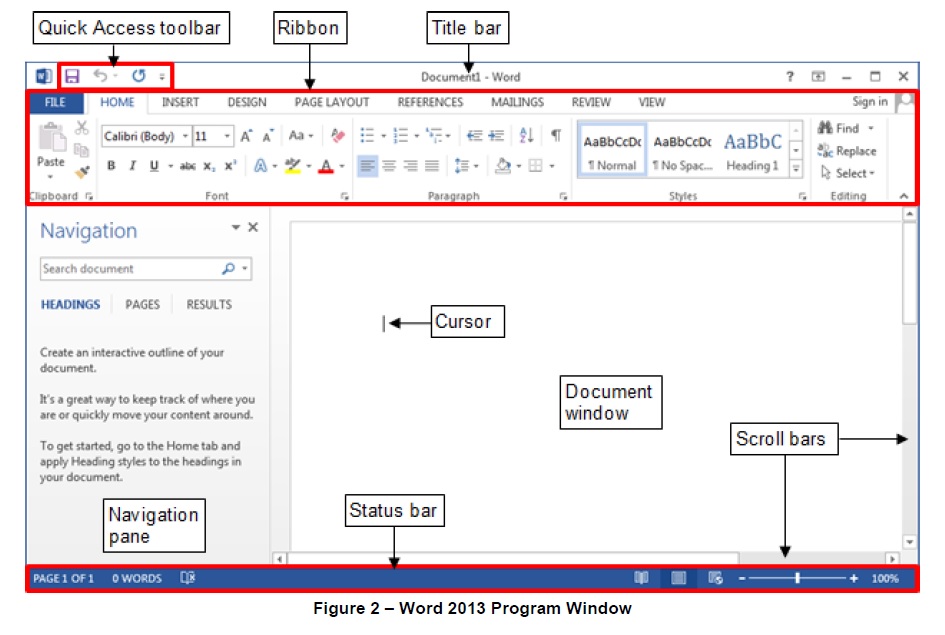 Quick Access toolbar
Ribbon
Title bar
Document1 - Word
?
FILE HOME INSERT DESIGN PAGE LAYOUT REFERENCES MAILINGS REVIEW VIEW Sign in
Calibri (Body) 11 Aa AaBbCcDc AaBbCcDc AaBbC Find
Paste B I U abc x₂ x² A ab A ¶ Normal ¶ No Spac... Heading 1 Replace
Select
Clipboard Font Paragraph Styles Editing
Navigation
Search document
HEADINGS PAGES RESULTS
Create an interactive outline of your
document.
It's a great way to keep track of where you
are or quickly move your content around.
To get started, go to the Home tab and
apply Heading styles to the headings in
your document.
Cursor
Document
window
Scroll bars
Navigation
pane
Status bar
PAGE 1 OF 1 0 WORDS 100%
Figure 2 – Word 2013 Program Window